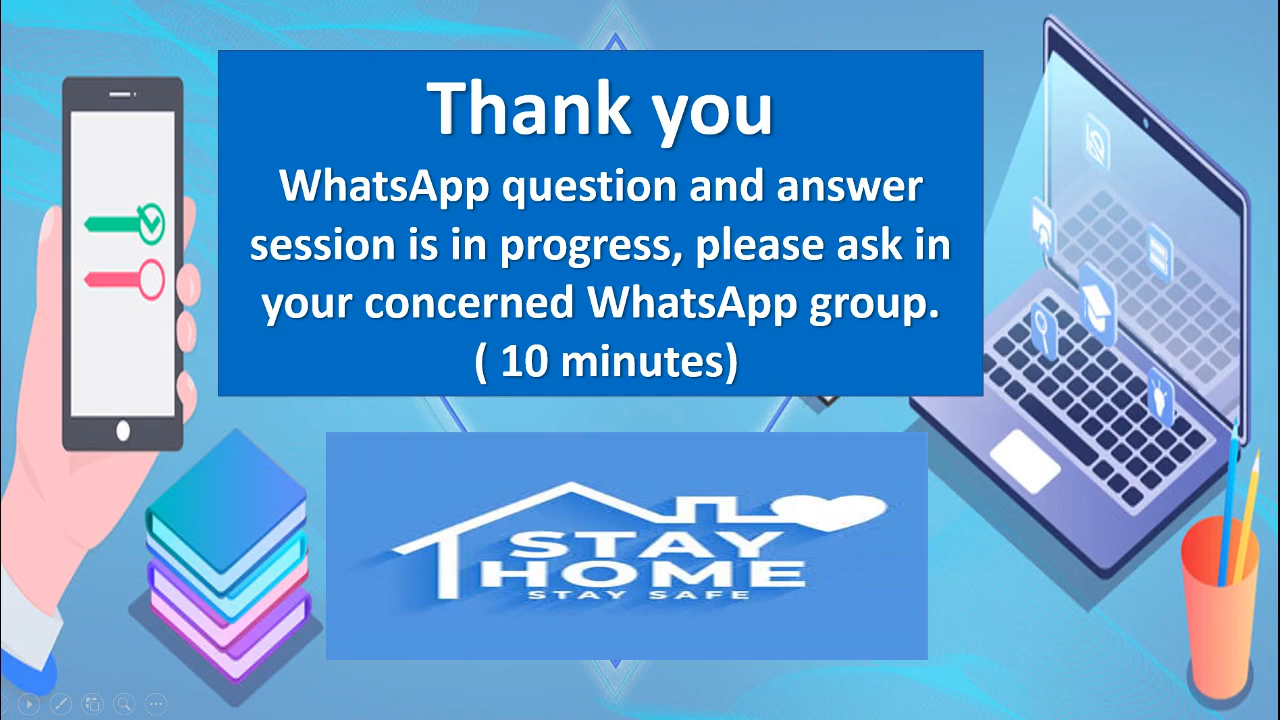 Thank you
WhatsApp question and answer
session is in progress, please ask in
your concerned WhatsApp group.
( 10 minutes)
STAY
HOME
STAY SAFE